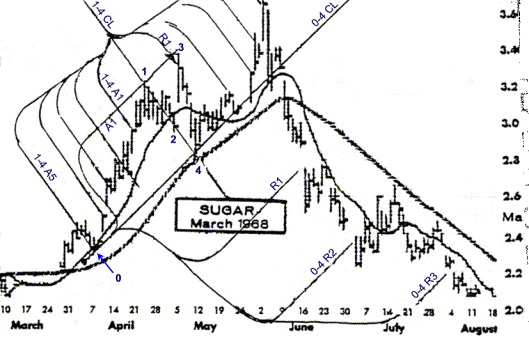 1-4 CL
0-4 CL
3.6
R1
3
3.4
1
3.2
A1
1-4 A1
3.0
2
1-4 A5
4
2.8
R1
2.6
SUGAR
March 1968
Ma
2.4
0-4 R2
0-4 R3
0
2.2
10 17 24 31 7 14 21 28 5 12 19 26 2 9 16 23 30 7 14 21 28 4 11 18
2.0
March April May June July August